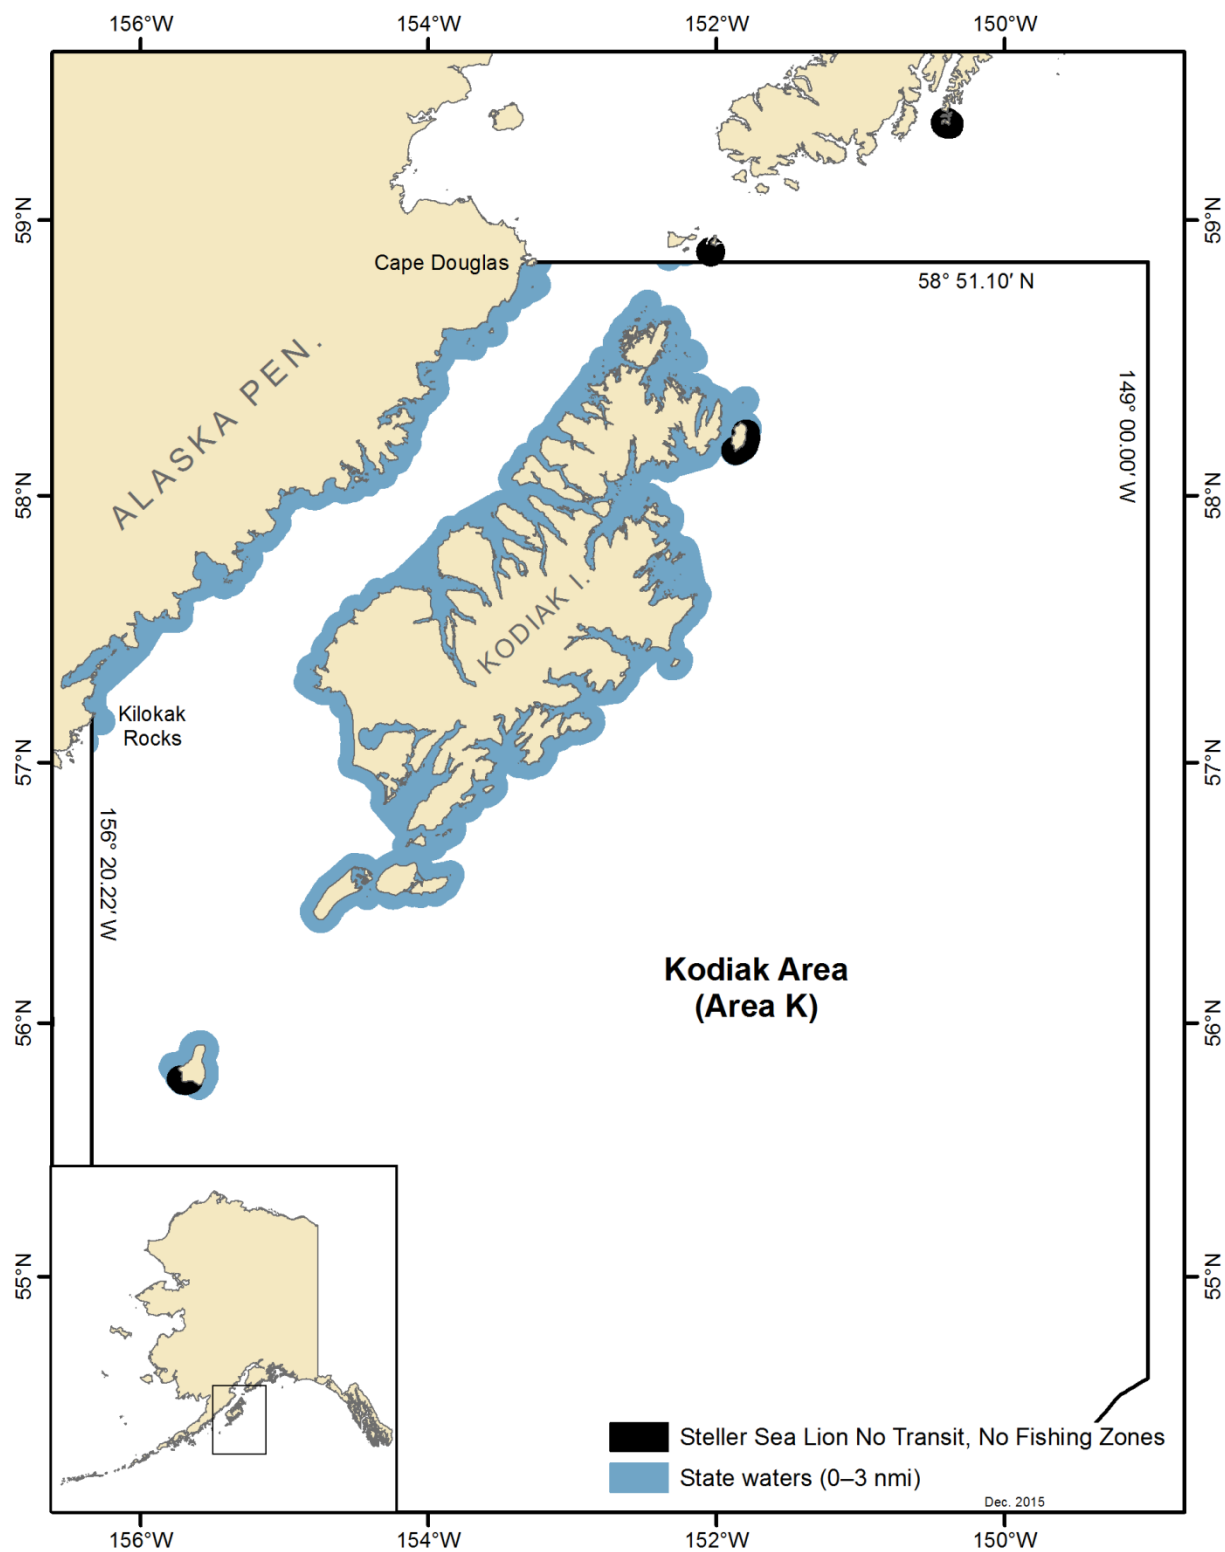 156°W 154°W 152°W 150°W
59°N 59°N
Cape Douglas
58° 51.10′ N
ALASKA PEN.
149° 00.00′ W
58°N 58°N
KODIAK I.
Kilokak
Rocks
57°N 57°N
156° 20.22′ W
Kodiak Area
(Area K)
56°N 56°N
55°N 55°N
Steller Sea Lion No Transit, No Fishing Zones
State waters (0–3 nmi)
Dec. 2015
156°W 154°W 152°W 150°W